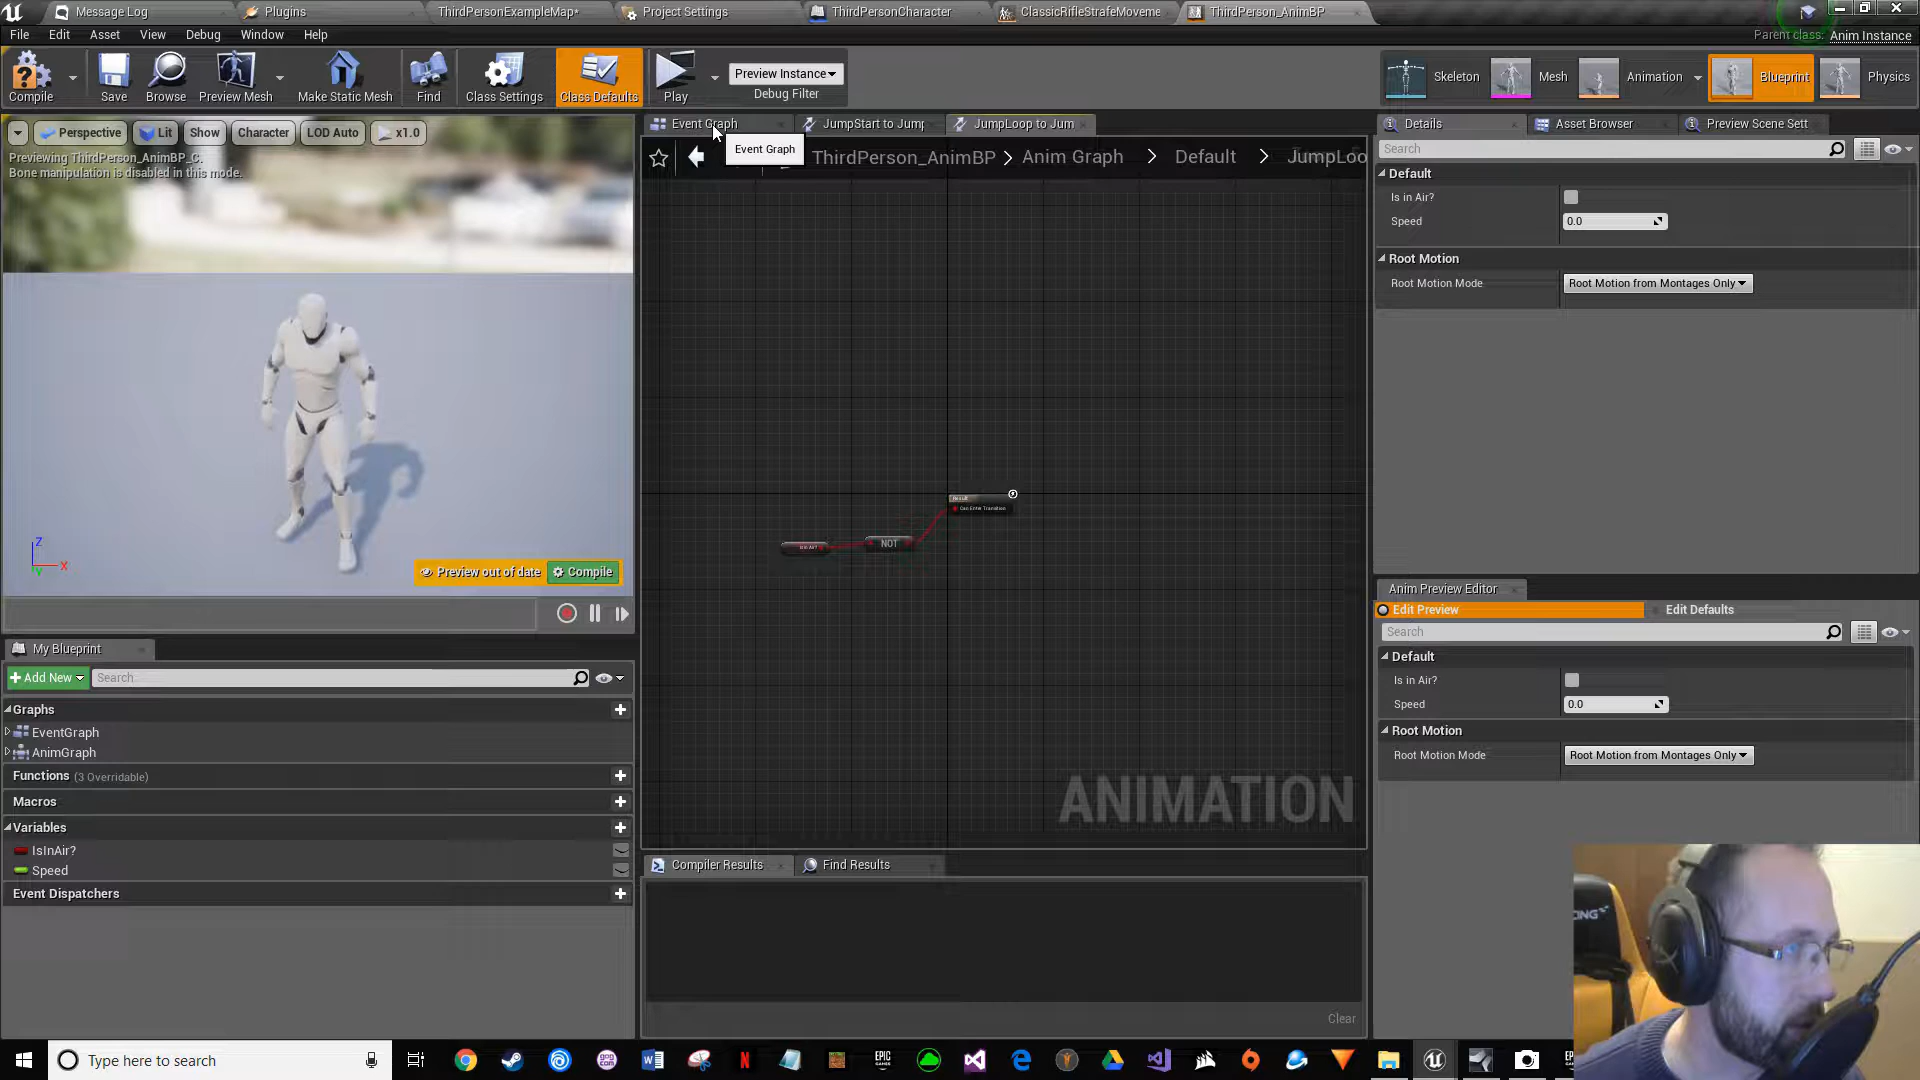 Message Log
Plugins
ThirdPersonExampleMap*
Project Settings
ThirdPersonCharacter
ClassicRifleStrafeMoveme
ThirdPerson_AnimBP
File Edit Asset View Debug Window Help
Parent class: Anim Instance
Compile
Save
Browse
Preview Mesh
Make Static Mesh
Find
Class Settings
Class Defaults
Play
Preview Instance
Debug Filter
Skeleton
Mesh
Animation
Blueprint
Physics
Perspective
Lit
Show
Character
LOD Auto
x1.0
Previewing ThirdPerson_AnimBP_C.
Bone manipulation is disabled in this mode.
Z
X
Y
Preview out of date
Compile
Event Graph
JumpStart to Jump
JumpLoop to Jum
Event Graph
ThirdPerson_AnimBP > Anim Graph > Default > JumpLoo
Result
Can Enter Transition
Is in Air?
NOT
ANIMATION
Compiler Results
Find Results
Clear
My Blueprint
+ Add New
Search
Graphs
EventGraph
AnimGraph
Functions (3 Overridable)
Macros
Variables
IsInAir?
Speed
Event Dispatchers
Details
Asset Browser
Preview Scene Sett
Search
Default
Is in Air?
Speed
0.0
Root Motion
Root Motion Mode
Root Motion from Montages Only
Anim Preview Editor
Edit Preview
Edit Defaults
Search
Default
Is in Air?
Speed
0.0
Root Motion
Root Motion Mode
Root Motion from Montages Only
Type here to search